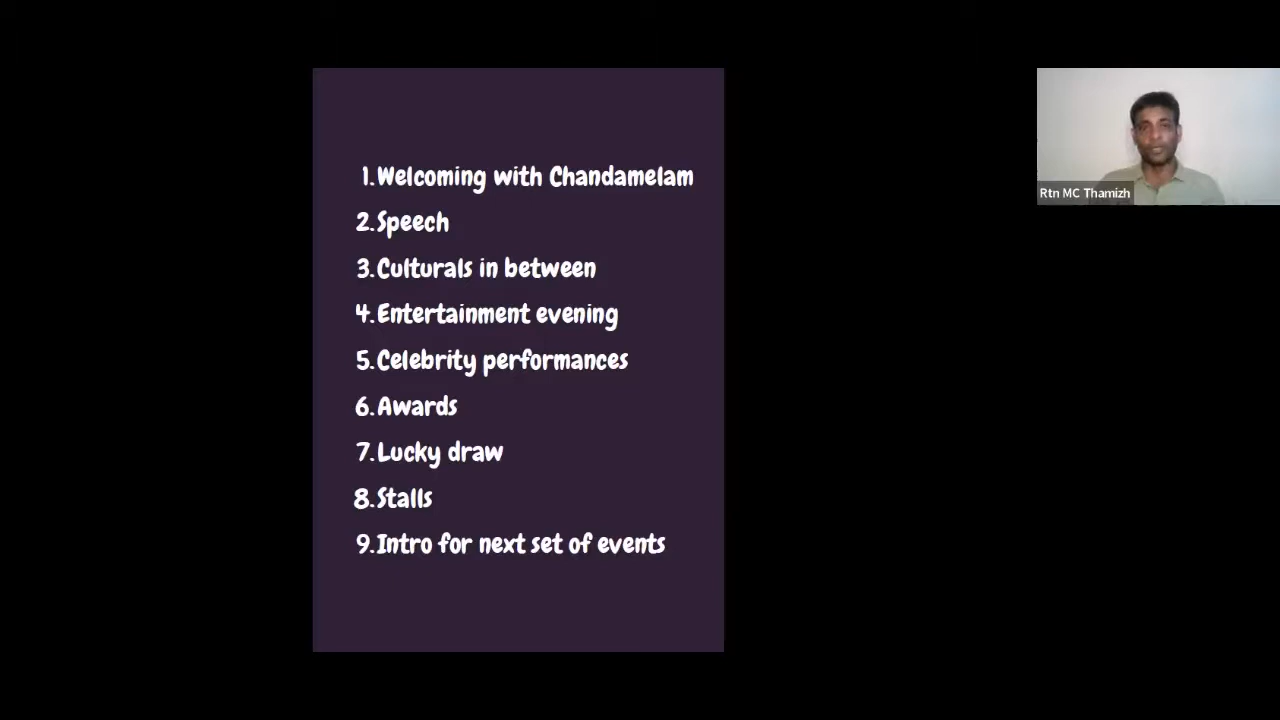 1. Welcoming with Chandamelam
2. Speech
3. Culturals in between
4. Entertainment evening
5. Celebrity performances
6. Awards
7. Lucky draw
8. Stalls
9. Intro for next set of events
Rtn MC Thamizh